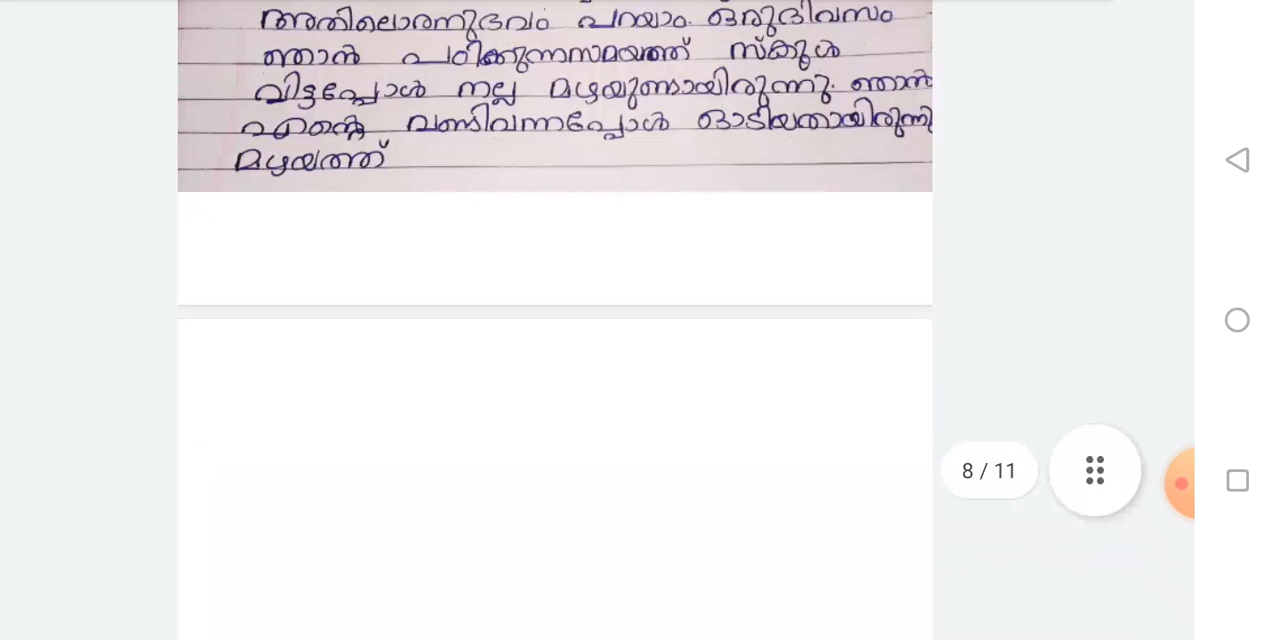 അതിലൊരനുഭവം പറയാം. ഒരുദിവസം
ഞാൻ പഠിക്കുന്നസമയത്ത് സ്കൂൾ
വിട്ടപ്പോൾ നല്ല മഴയുണ്ടായിരുന്നു. ഞാൻ
എന്റെ വണ്ടിവന്നപ്പോൾ ഓടിയതായിരുന്നു
മഴയത്ത്
8 / 11